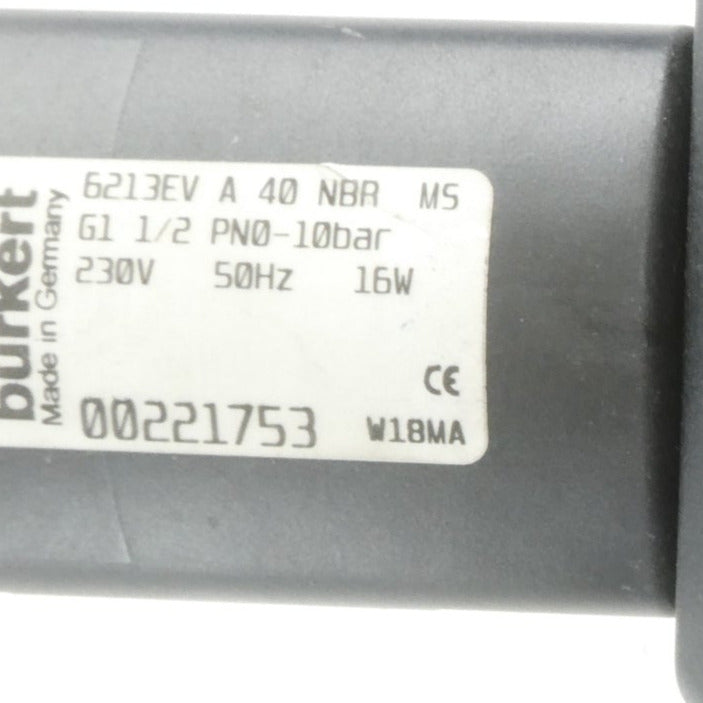 burkert
Made in Germany
6213EV A 40 NBR MS
G1 1/2 PN0-10bar
230V 50Hz 16W
CE
00221753 W18MA